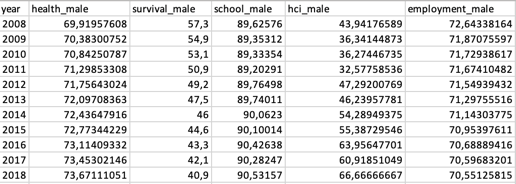 year health_male survival_male school_male hci_male employment_male
2008 69,91957608 57,3 89,62576 43,94176589 72,64338164
2009 70,38300752 54,9 89,35312 36,34144873 71,87075597
2010 70,84250787 53,1 89,33354 36,27446735 71,72938617
2011 71,29853308 50,9 89,20291 32,57758536 71,67410482
2012 71,75643024 49,2 89,76498 47,29200769 71,54939432
2013 72,09708363 47,5 89,74011 46,23957781 71,29755516
2014 72,43647916 46 90,0623 54,28949375 71,14303775
2015 72,77344229 44,6 90,10014 55,38729546 70,95397611
2016 73,11409332 43,3 90,42638 63,95647701 70,68889416
2017 73,45302146 42,1 90,28247 60,91851049 70,59683201
2018 73,67111051 40,9 90,53157 66,66666667 70,55125815